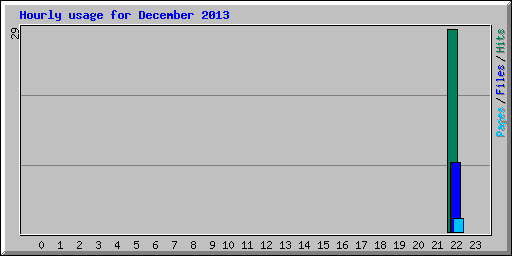 Hourly usage for December 2013
29
Pages/Files/Hits
0 1 2 3 4 5 6 7 8 9 10 11 12 13 14 15 16 17 18 19 20 21 22 23